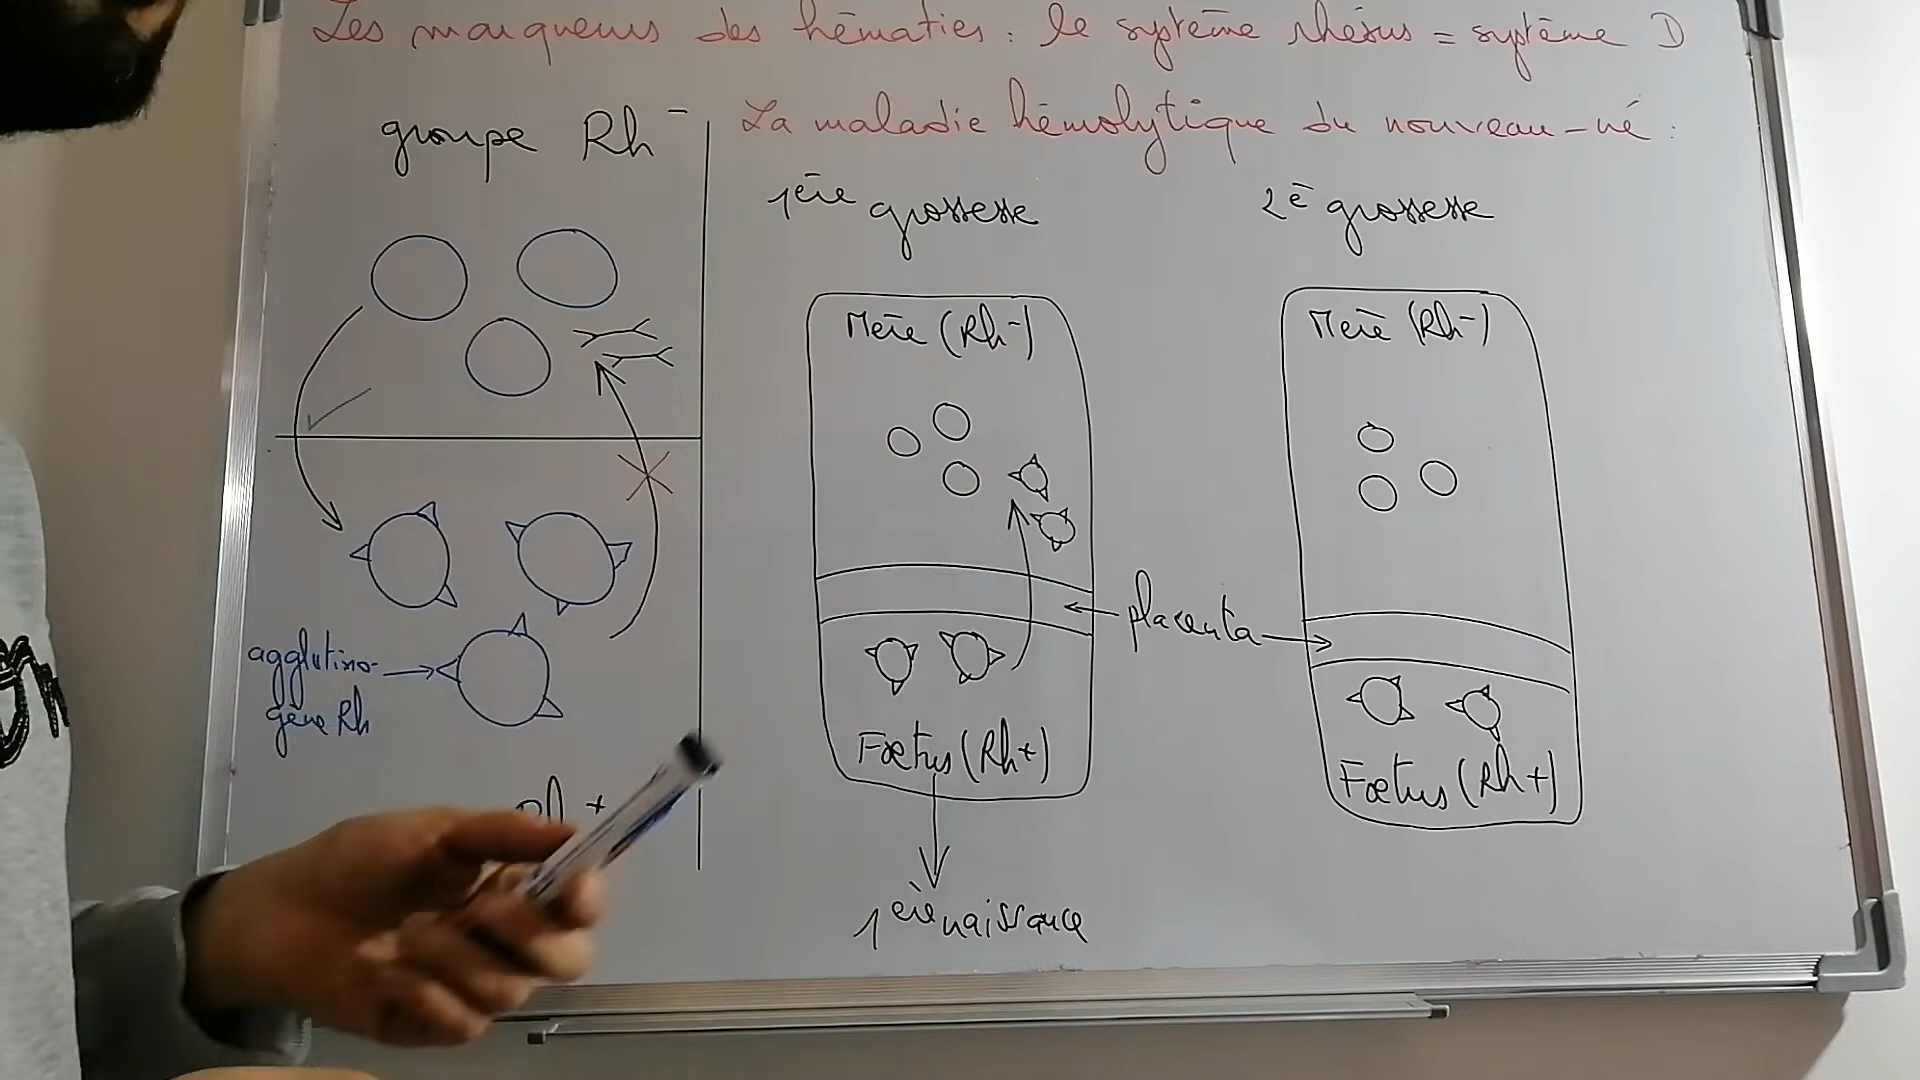 Les marqueurs des hématies : le système rhésus = système D
groupe Rh⁻
La maladie hémolytique du nouveau-né :
1ère grossesse
2è grossesse
Mère (Rh⁻)
Mère (Rh⁻)
placenta
agglutino-
gène Rh
Rh +
Fœtus (Rh+)
Fœtus (Rh+)
1ère naissance